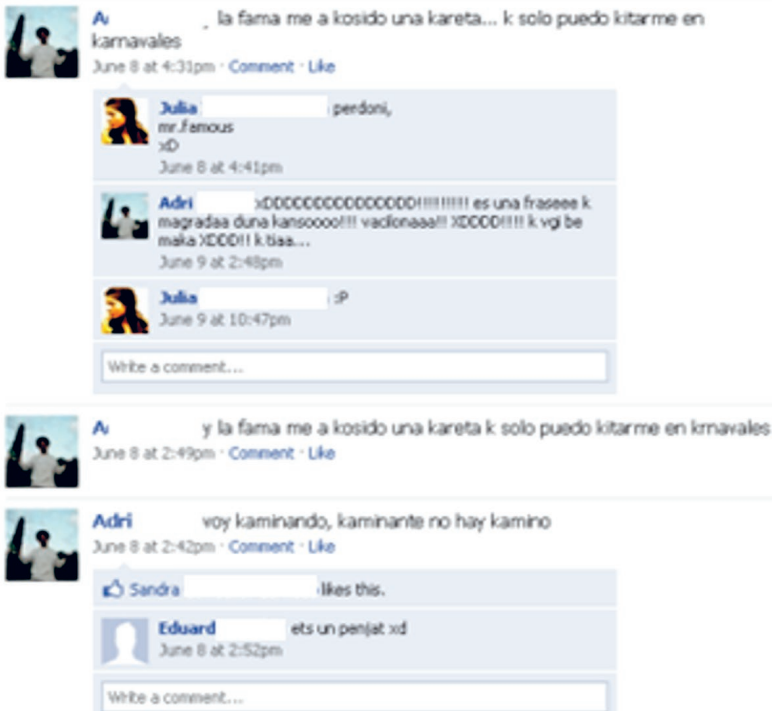 A la fama me a kosido una kareta... k solo puedo kitarme en
karnavales
June 8 at 4:31pm · Comment · Like
Julia perdoni,
mr.famous
xD
June 8 at 4:41pm
Adri xDDDDDDDDDDDDDDDD!!!!!!!!!! es una fraseee k
magradaa duna kansoooo!!! vacilonaaa!! XDDDD!!!! k vgi be
maka XDDD!! k tiaa...
June 9 at 2:48pm
Julia :P
June 9 at 10:47pm
Write a comment...
A y la fama me a kosido una kareta k solo puedo kitarme en krnavales
June 8 at 2:49pm · Comment · Like
Adri voy kaminando, kaminante no hay kamino
June 8 at 2:42pm · Comment · Like
Sandra likes this.
Eduard ets un penjat xd
June 8 at 2:52pm
Write a comment...